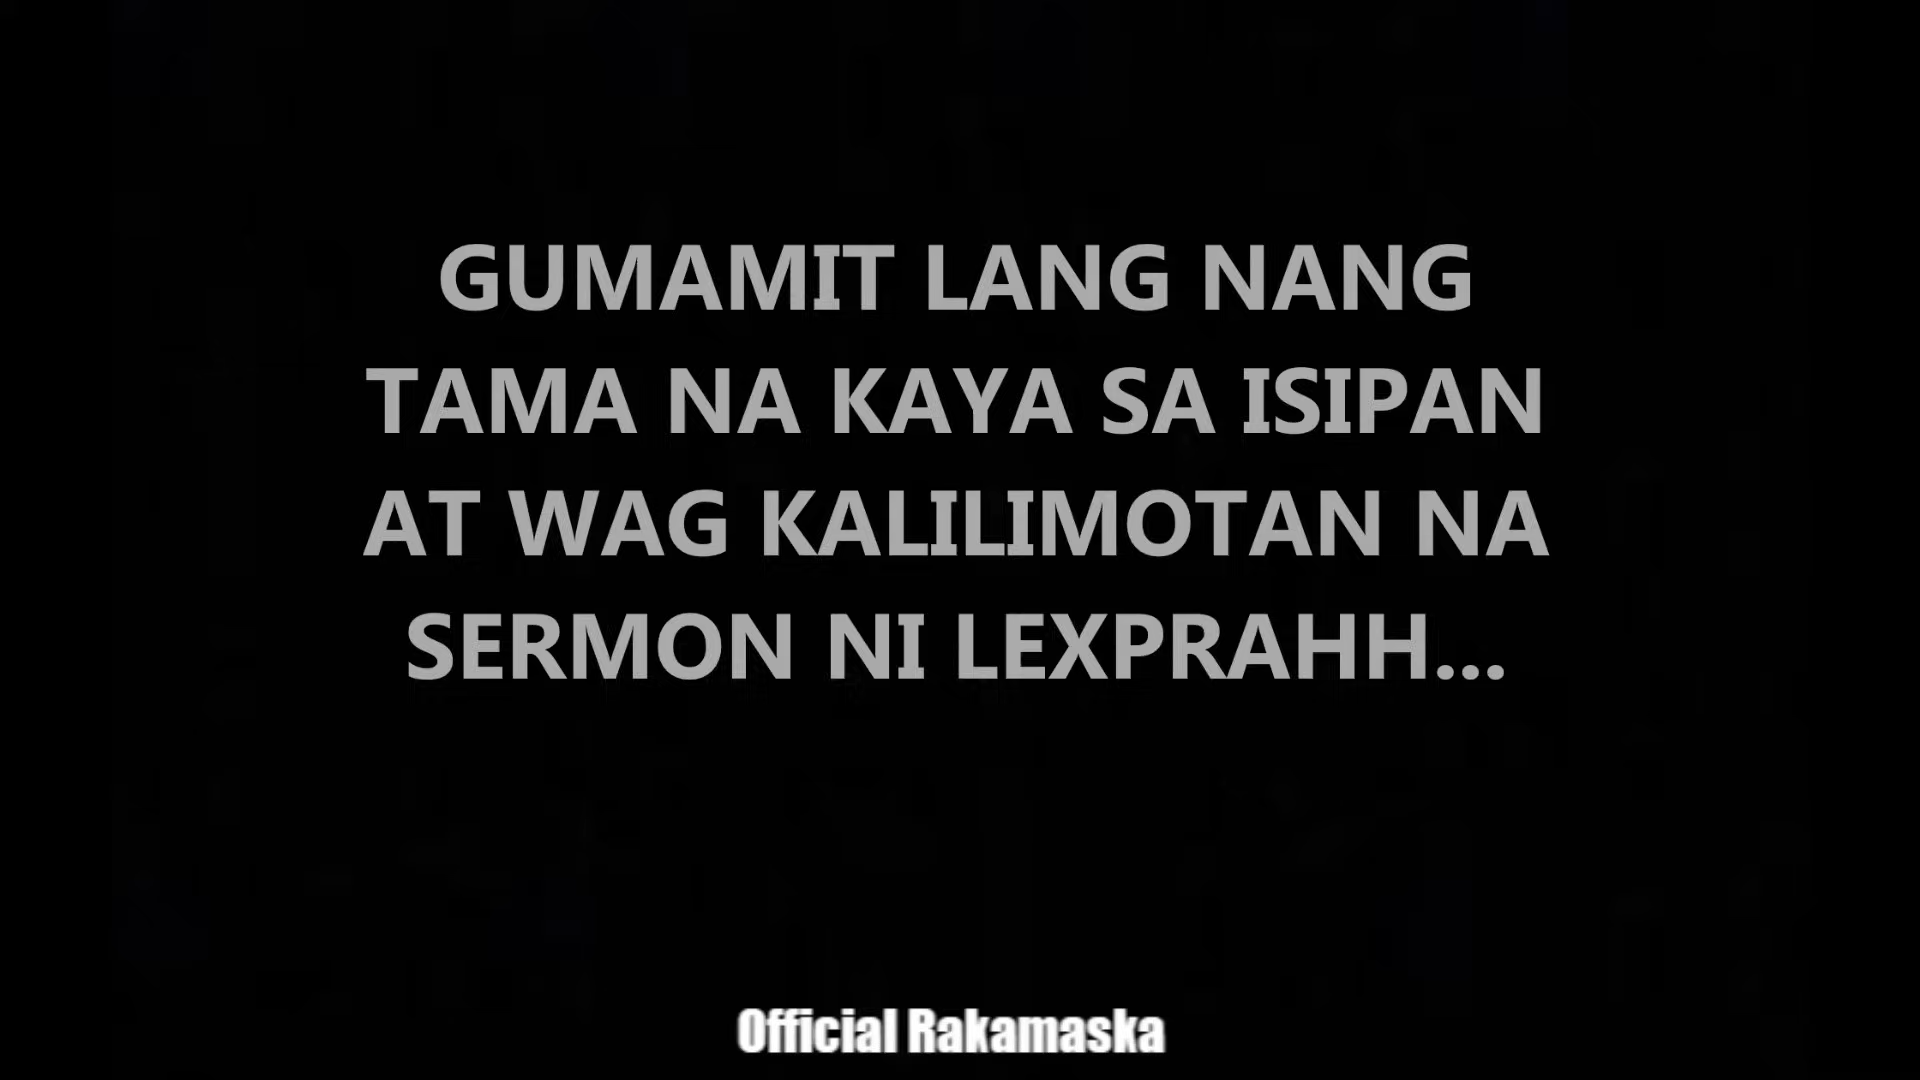 GUMAMIT LANG NANG
TAMA NA KAYA SA ISIPAN
AT WAG KALILIMOTAN NA
SERMON NI LEXPRAHH...
Official Rakamaska